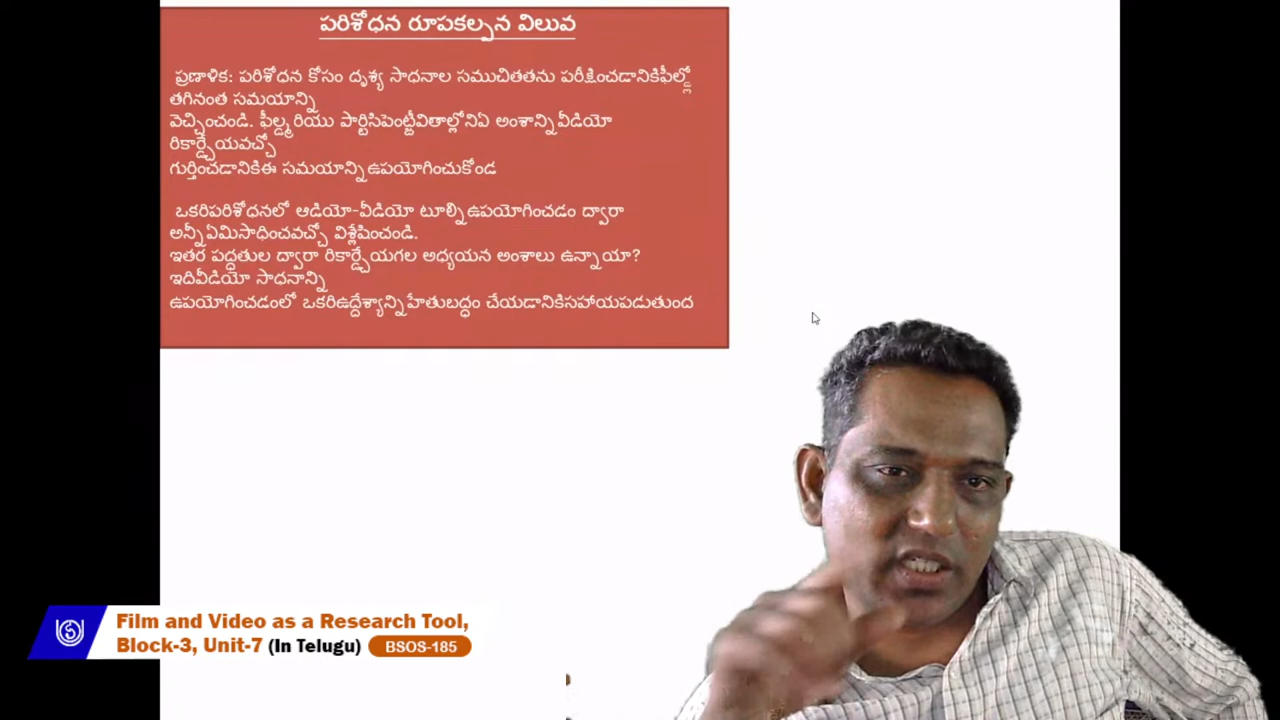 పరిశోధన రూపకల్పన విలువ
ప్రణాళిక: పరిశోధన కోసం దృశ్య సాధనాల సముచితతను పరీక్షించడానికిఫీల్డ్లో
తగినంత సమయాన్ని
వెచ్చించండి. ఫీల్డ్మరియు పార్టిసిపెంట్జీవితాల్లోనిఏ అంశాన్నివీడియో
రికార్డ్చేయవచ్చో
గుర్తించడానికిఈ సమయాన్నిఉపయోగించుకోండ
ఒకరిపరిశోధనలో ఆడియో-వీడియో టూల్నిఉపయోగించడం ద్వారా
అన్నీఏమిసాధించవచ్చో విశ్లేషించండి.
ఇతర పద్ధతుల ద్వారా రికార్డ్చేయగల అధ్యయన అంశాలు ఉన్నాయా?
ఇదివీడియో సాధనాన్ని
ఉపయోగించడంలో ఒకరిఉద్దేశ్యాన్నిహేతుబద్ధం చేయడానికిసహాయపడుతుంద
Film and Video as a Research Tool,
Block-3, Unit-7 (In Telugu) BSOS-185